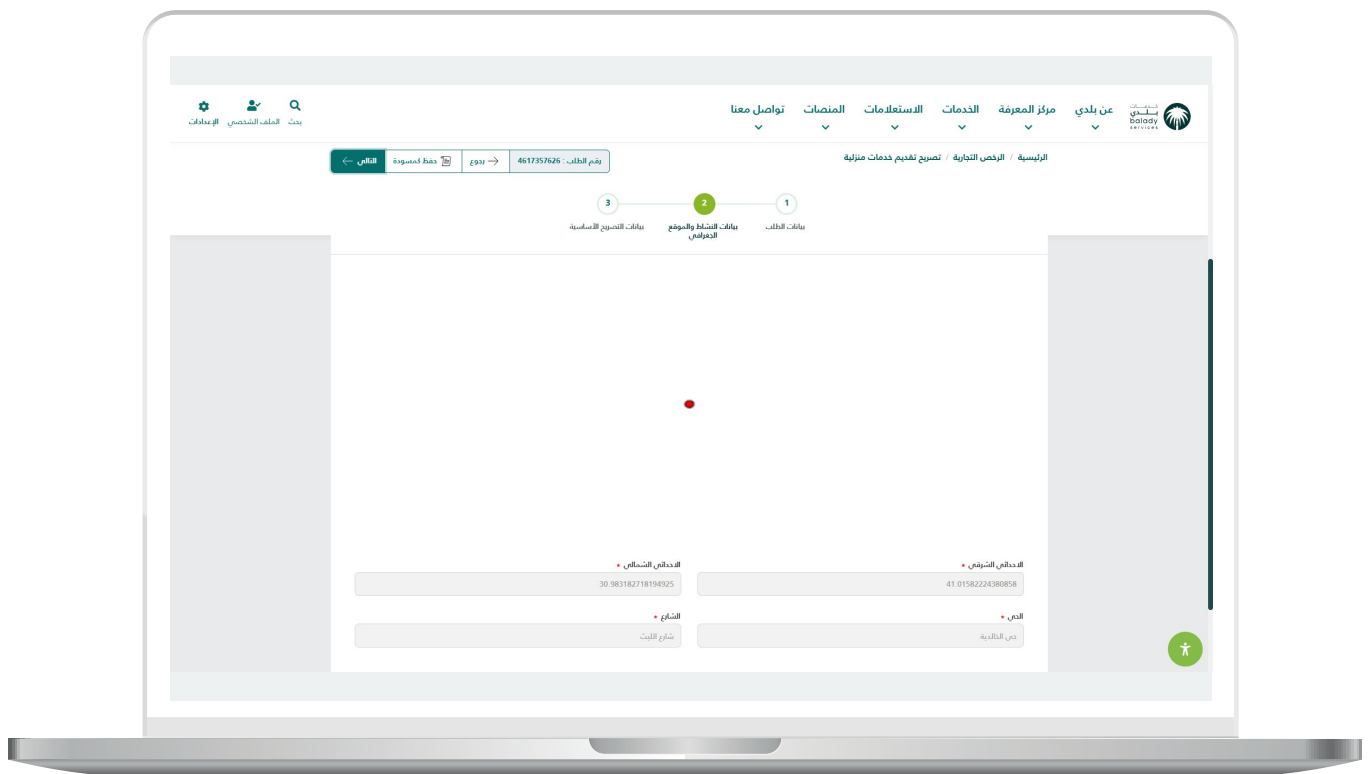 خدمــات
بــلــدي
balady
services
عن بلدي
مركز المعرفة
الخدمات
الاستعلامات
المنصات
تواصل معنا
بحث
الملف الشخصي
الإعدادات
الرئيسية / الرخص التجارية / تصريح تقديم خدمات منزلية
رقم الطلب : 4617357626
رجوع
حفظ كمسودة
التالي
1
2
3
بيانات الطلب
بيانات النشاط والموقع الجغرافي
بيانات التصريح الأساسية
الاحداثي الشرقي *
الاحداثي الشمالي *
41.01582224380858
30.983182718194925
الحي *
الشارع *
حي الخالدية
شارع الليث